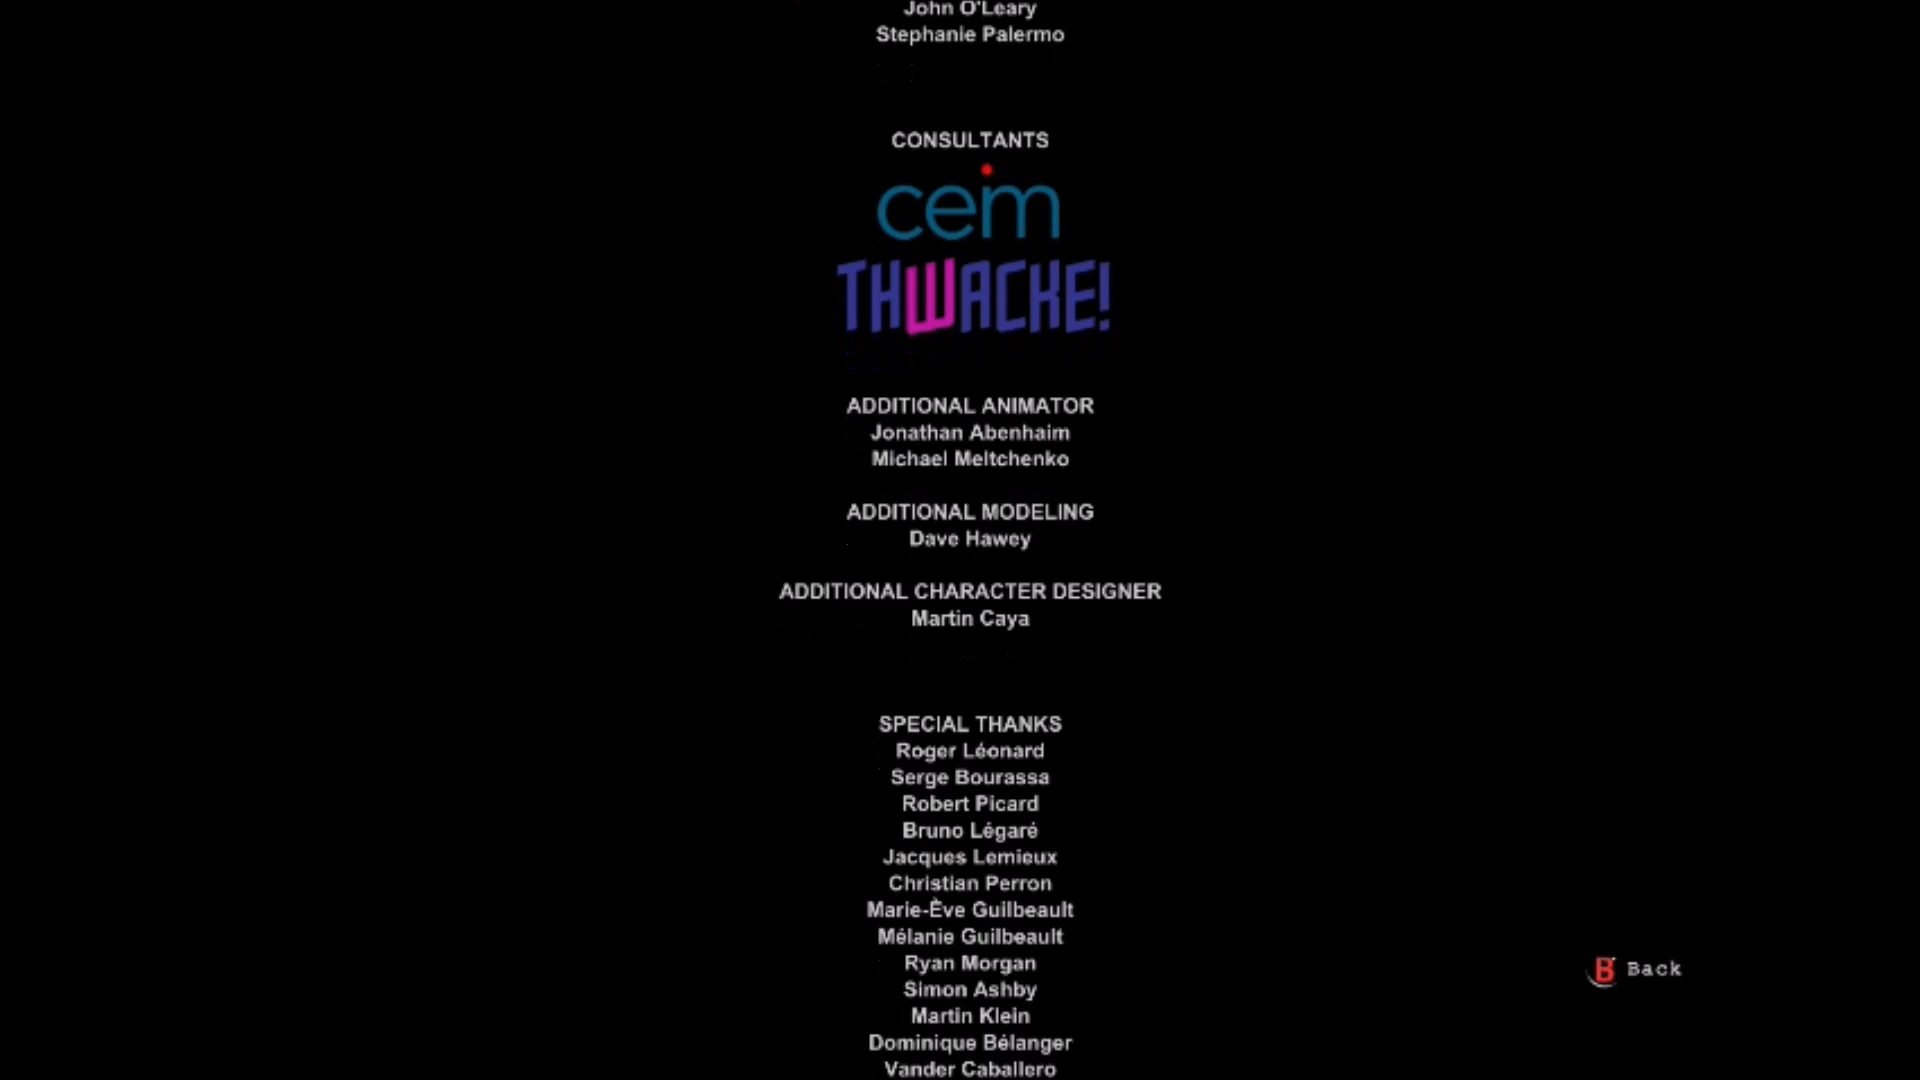 John O'Leary
Stephanie Palermo
CONSULTANTS
cem
THWACKE!
ADDITIONAL ANIMATOR
Jonathan Abenhaim
Michael Meltchenko
ADDITIONAL MODELING
Dave Hawey
ADDITIONAL CHARACTER DESIGNER
Martin Caya
SPECIAL THANKS
Roger Léonard
Serge Bourassa
Robert Picard
Bruno Légaré
Jacques Lemieux
Christian Perron
Marie-Ève Guilbeault
Mélanie Guilbeault
Ryan Morgan
Simon Ashby
Martin Klein
Dominique Bélanger
Vander Caballero
B Back